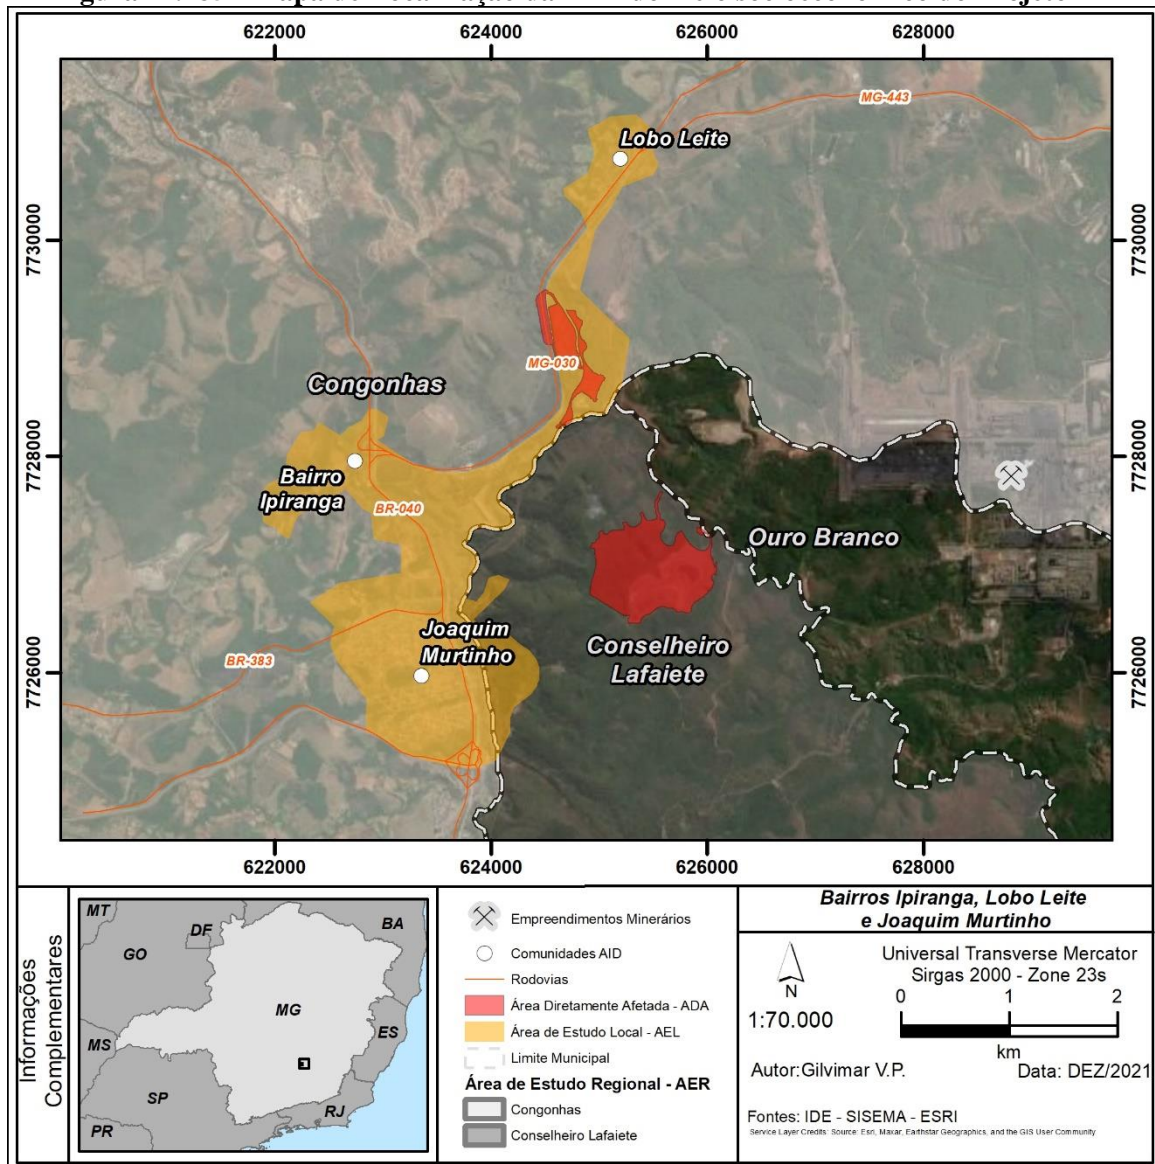 622000
624000
626000
628000
MG-443
Lobo Leite
7730000
7730000
MG-030
Congonhas
7728000
7728000
Bairro
Ipiranga
BR-040
Ouro Branco
Joaquim
Murtinho
Conselheiro
Lafaiete
BR-383
7726000
7726000
622000
624000
626000
628000
Informações
Complementares
MT
DF
BA
GO
MG
MS
ES
SP
RJ
PR
Empreendimentos Minerários
Comunidades AID
Rodovias
Área Diretamente Afetada - ADA
Área de Estudo Local - AEL
Limite Municipal
Área de Estudo Regional - AER
Congonhas
Conselheiro Lafaiete
Bairros Ipiranga, Lobo Leite
e Joaquim Murtinho
N
1:70.000
Universal Transverse Mercator
Sirgas 2000 - Zone 23s
0 1 2
km
Autor:Gilvimar V.P.
Data: DEZ/2021
Fontes: IDE - SISEMA - ESRI
Service Layer Credits: Source: Esri, Maxar, Earthstar Geographics, and the GIS User Community